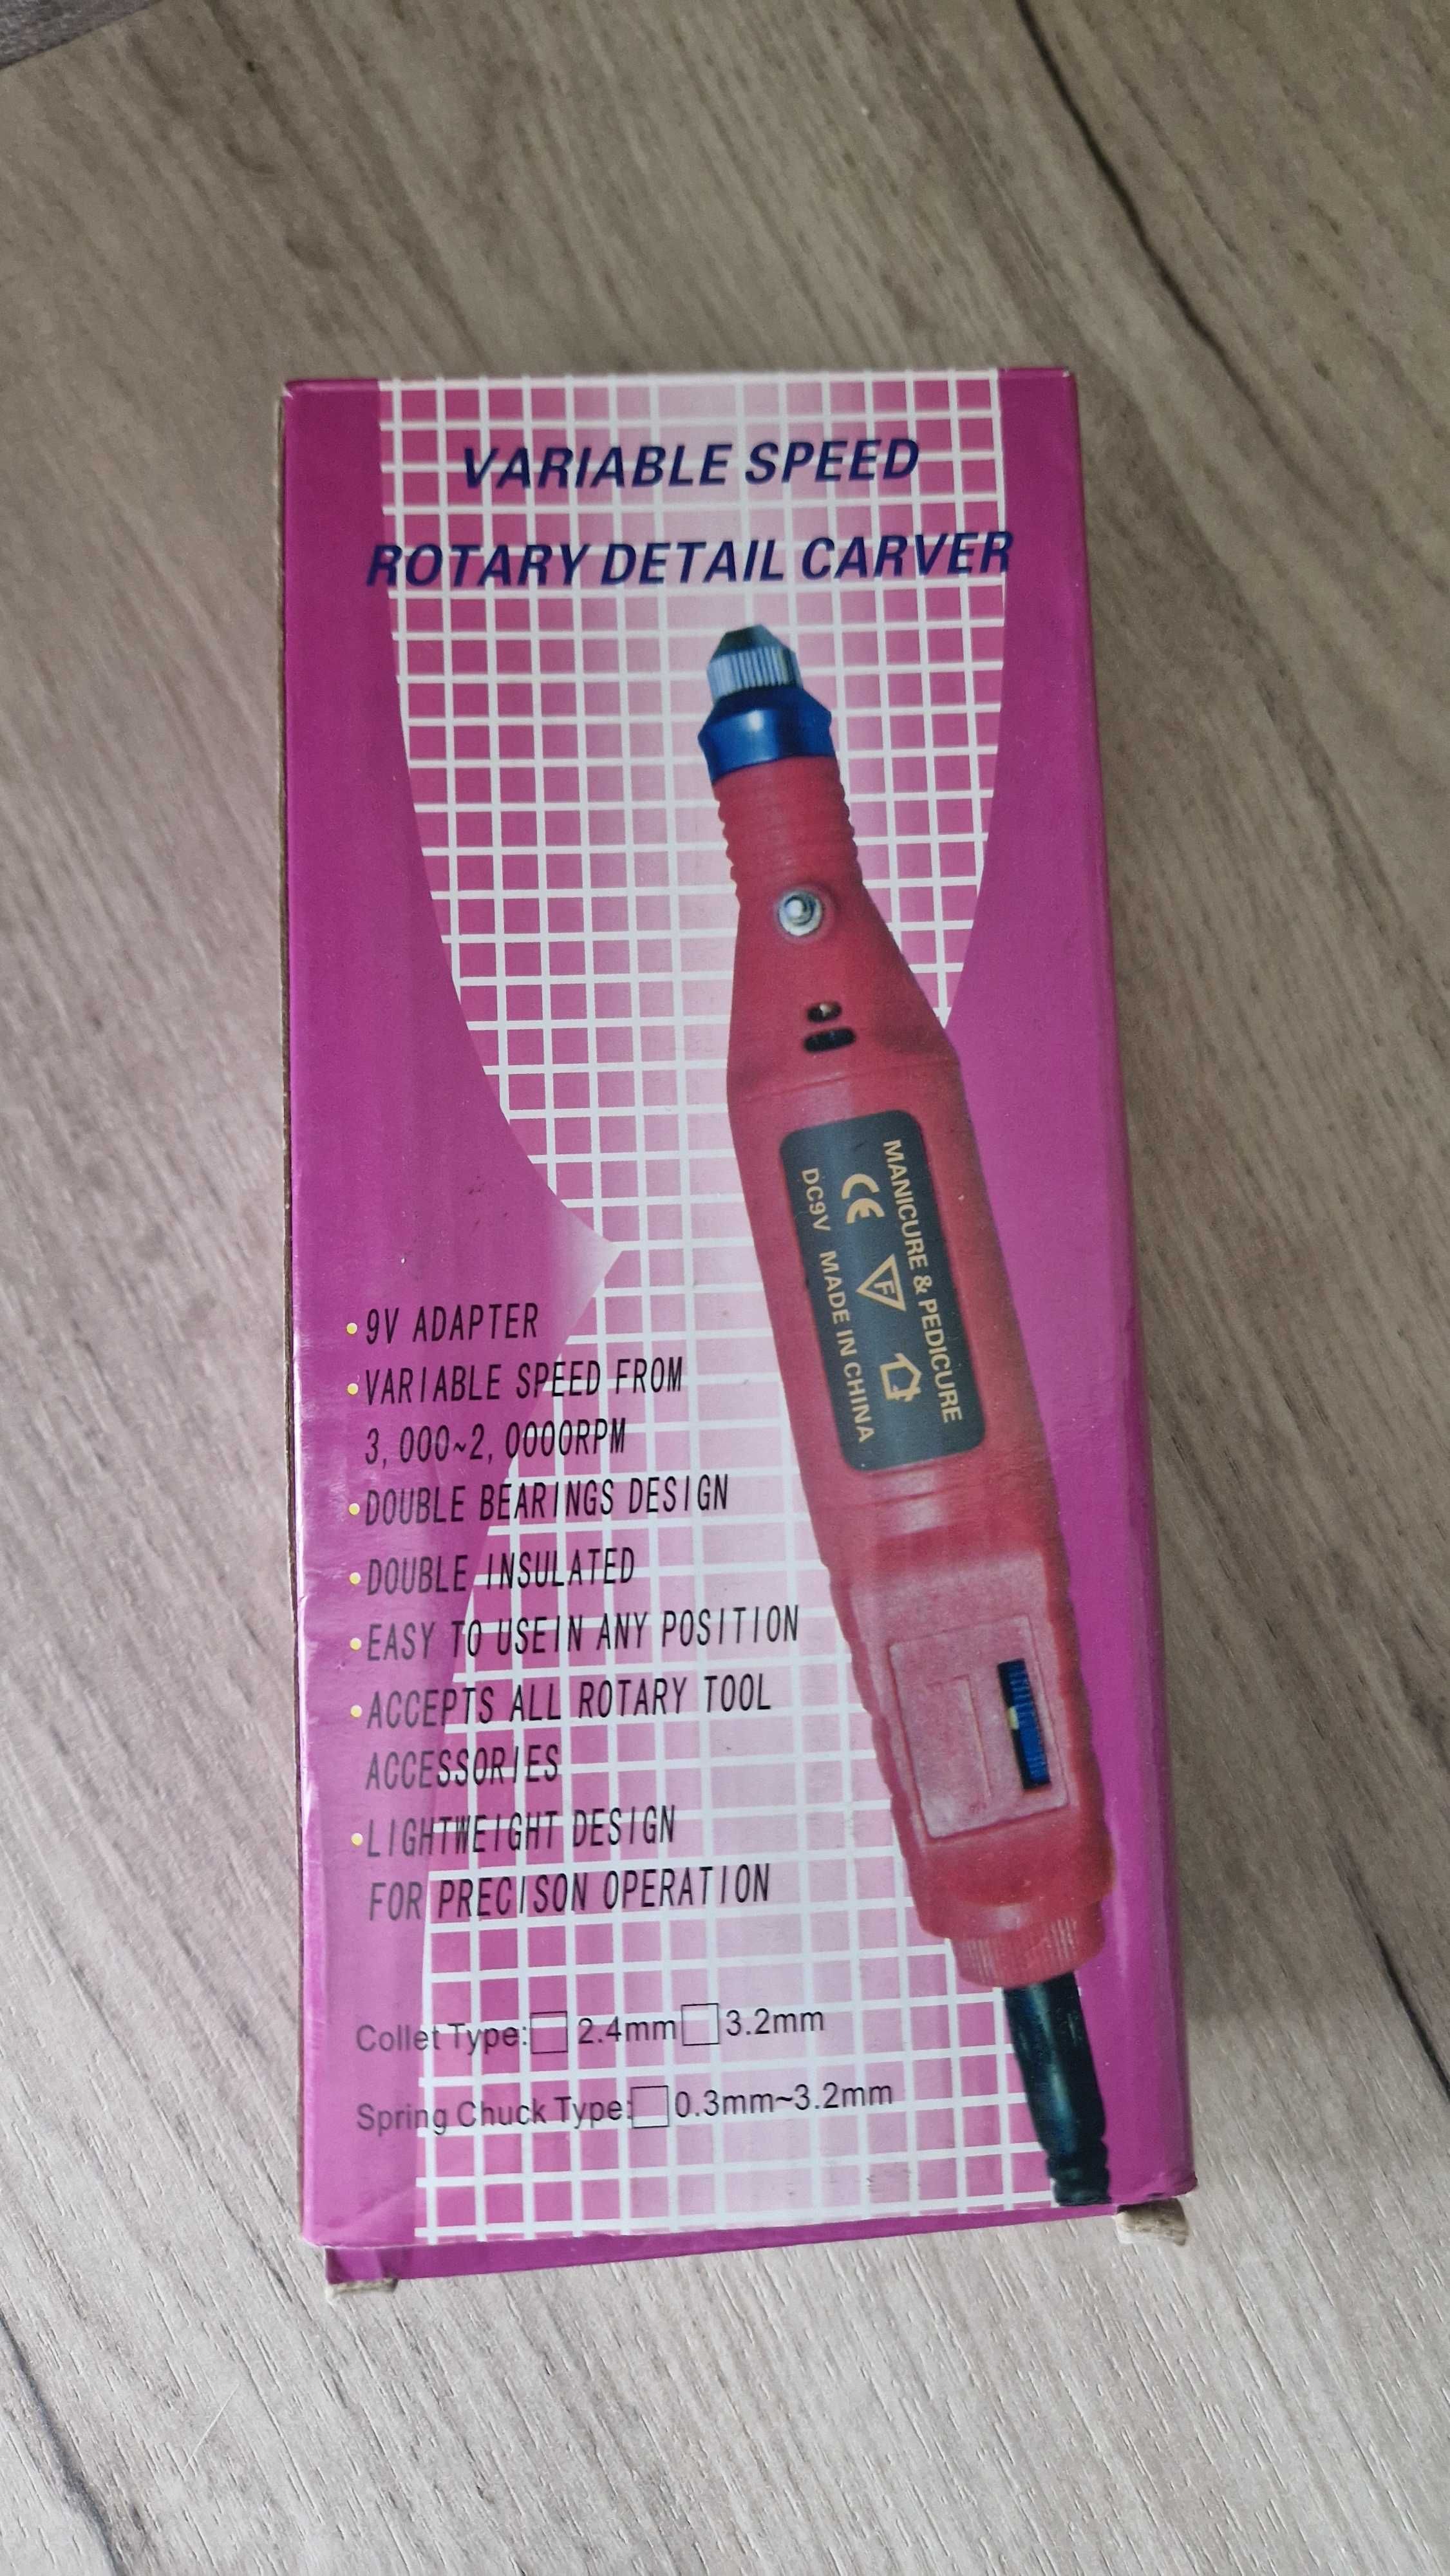 VARIABLE SPEED
ROTARY DETAIL CARVER
MANICURE & PEDICURE
CE F
DC9V MADE IN CHINA
•9V ADAPTER
•VARIABLE SPEED FROM
3,000~2,0000RPM
•DOUBLE BEARINGS DESIGN
•DOUBLE INSULATED
•EASY TO USEIN ANY POSITION
•ACCEPTS ALL ROTARY TOOL
ACCESSORIES
•LIGHTWEIGHT DESIGN
FOR PRECISON OPERATION
Collet Type:□2.4mm□3.2mm
Spring Chuck Type:□0.3mm~3.2mm